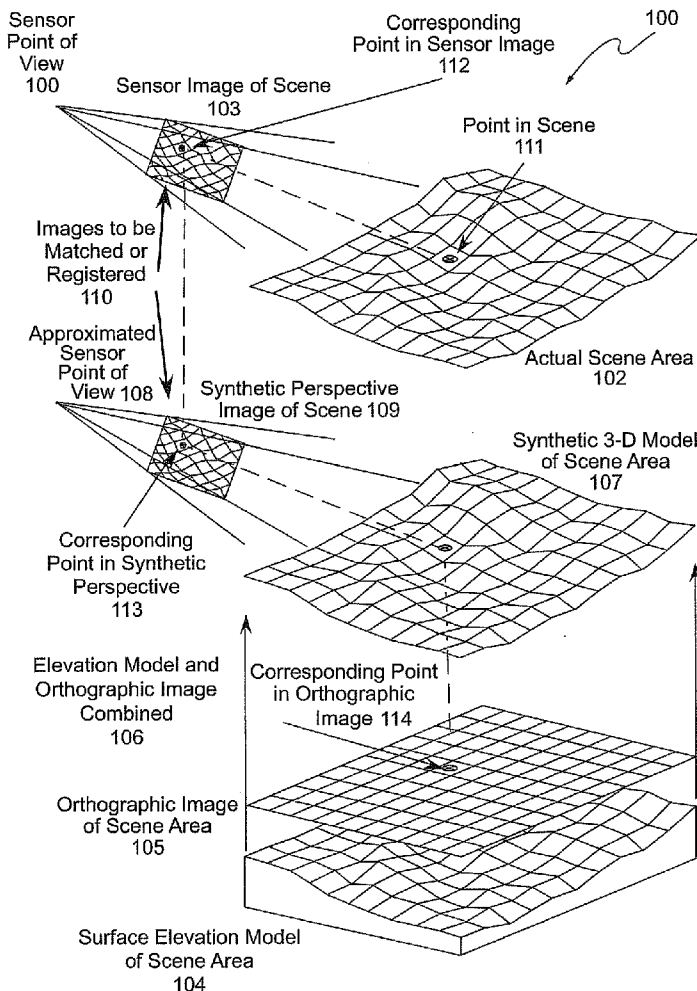 Sensor
Point of
View
100
Sensor Image of Scene
103
Corresponding
Point in Sensor Image
112
100
Point in Scene
111
Images to be
Matched or
Registered
110
Actual Scene Area
102
Approximated
Sensor
Point of
View 108
Synthetic Perspective
Image of Scene 109
Synthetic 3-D Model
of Scene Area
107
Corresponding
Point in Synthetic
Perspective
113
Elevation Model and
Orthographic Image
Combined
106
Corresponding Point
in Orthographic
Image 114
Orthographic Image
of Scene Area
105
Surface Elevation Model
of Scene Area
104